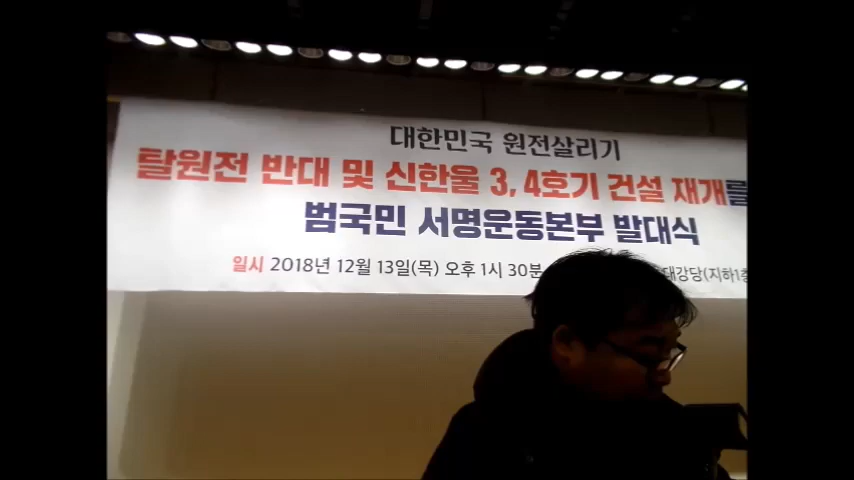 대한민국 원전살리기
탈원전 반대 및 신한울 3, 4호기 건설 재개를
범국민 서명운동본부 발대식
일시 2018년 12월 13일(목) 오후 1시 30분 대강당(지하1층